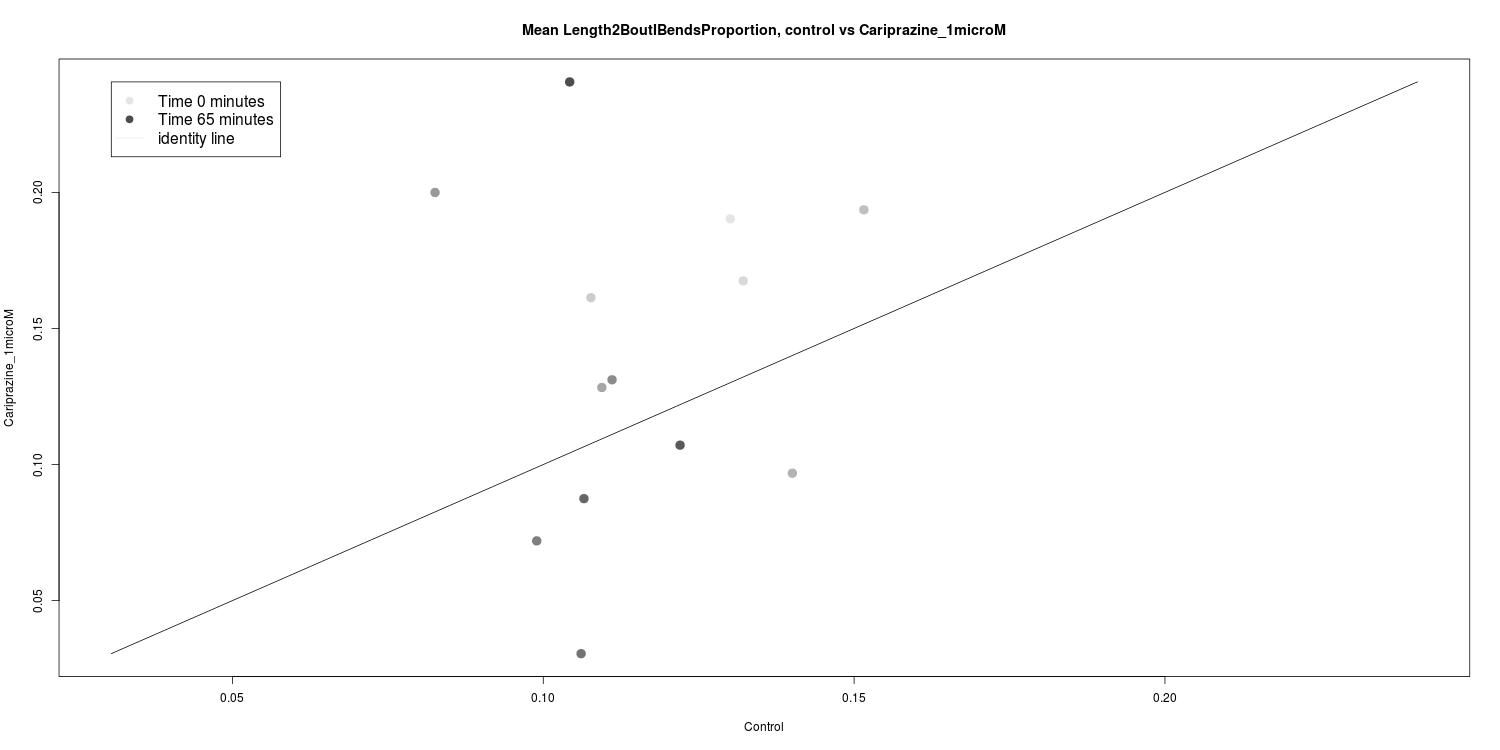 Mean Length2BoutIBendsProportion, control vs Cariprazine_1microM
Time 0 minutes
Time 65 minutes
identity line
0.20
0.15
0.10
0.05
Cariprazine_1microM
0.05 0.10 0.15 0.20
Control